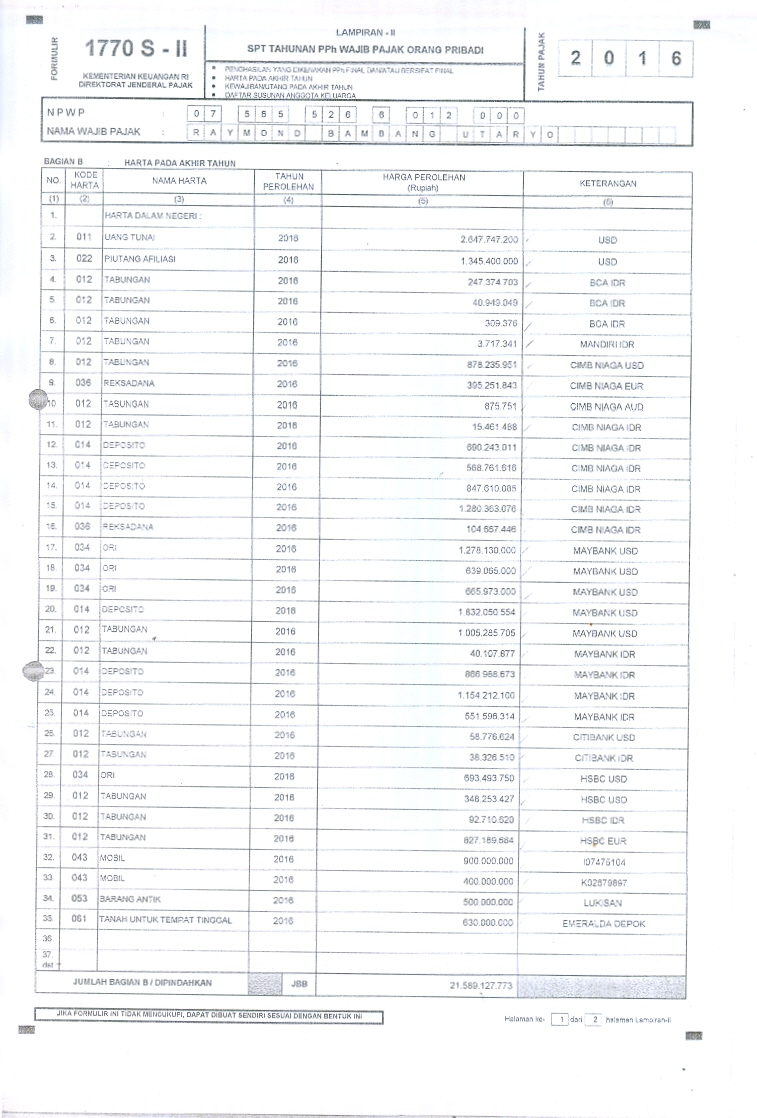 FORMULIR
1770 S - II
KEMENTERIAN KEUANGAN RI
DIREKTORAT JENDERAL PAJAK
LAMPIRAN - II
SPT TAHUNAN PPh WAJIB PAJAK ORANG PRIBADI
• PENGHASILAN YANG DIKENAKAN PPh FINAL DAN/ATAU BERSIFAT FINAL
• HARTA PADA AKHIR TAHUN
• KEWAJIBAN/UTANG PADA AKHIR TAHUN
• DAFTAR SUSUNAN ANGGOTA KELUARGA
TAHUN PAJAK
2 0 1 6
NPWP : 07 565 526 6 012 000
NAMA WAJIB PAJAK : RAYMOND BAMBANG UTARYO
BAGIAN B : HARTA PADA AKHIR TAHUN
NO. KODE HARTA NAMA HARTA TAHUN PEROLEHAN HARGA PEROLEHAN (Rupiah) KETERANGAN
(1) (2) (3) (4) (5) (6)
1. HARTA DALAM NEGERI :
2. 011 UANG TUNAI 2016 2.647.747.200 USD
3. 022 PIUTANG AFILIASI 2016 1.345.400.000 USD
4. 012 TABUNGAN 2016 247.374.703 BCA IDR
5. 012 TABUNGAN 2016 40.949.049 BCA IDR
6. 012 TABUNGAN 2016 309.376 BCA IDR
7. 012 TABUNGAN 2016 3.717.341 MANDIRI IDR
8. 012 TABUNGAN 2016 878.235.951 CIMB NIAGA USD
9. 036 REKSADANA 2016 395.251.843 CIMB NIAGA EUR
10. 012 TABUNGAN 2016 875.751 CIMB NIAGA AUD
11. 012 TABUNGAN 2016 15.461.488 CIMB NIAGA IDR
12. 014 DEPOSITO 2016 690.243.011 CIMB NIAGA IDR
13. 014 DEPOSITO 2016 568.761.616 CIMB NIAGA IDR
14. 014 DEPOSITO 2016 847.610.085 CIMB NIAGA IDR
15. 014 DEPOSITO 2016 1.280.363.076 CIMB NIAGA IDR
16. 036 REKSADANA 2016 104.657.446 CIMB NIAGA IDR
17. 034 ORI 2016 1.278.130.000 MAYBANK USD
18. 034 ORI 2016 639.065.000 MAYBANK USD
19. 034 ORI 2016 665.973.000 MAYBANK USD
20. 014 DEPOSITO 2016 1.832.050.554 MAYBANK USD
21. 012 TABUNGAN 2016 1.005.285.705 MAYBANK USD
22. 012 TABUNGAN 2016 40.107.677 MAYBANK IDR
23. 014 DEPOSITO 2016 866.988.673 MAYBANK IDR
24. 014 DEPOSITO 2016 1.154.212.100 MAYBANK IDR
25. 014 DEPOSITO 2016 551.596.314 MAYBANK IDR
26. 012 TABUNGAN 2016 58.776.624 CITIBANK USD
27. 012 TABUNGAN 2016 38.326.510 CITIBANK IDR
28. 034 ORI 2016 693.493.750 HSBC USD
29. 012 TABUNGAN 2016 348.253.427 HSBC USD
30. 012 TABUNGAN 2016 92.710.620 HSBC IDR
31. 012 TABUNGAN 2016 827.189.684 HSBC EUR
32. 043 MOBIL 2016 900.000.000 I07475104
33. 043 MOBIL 2016 400.000.000 K02879897
34. 053 BARANG ANTIK 2016 500.000.000 LUKISAN
35. 061 TANAH UNTUK TEMPAT TINGGAL 2016 630.000.000 EMERALDA DEPOK
36.
37.
dst
JUMLAH BAGIAN B / DIPINDAHKAN JBB 21.589.127.773
JIKA FORMULIR INI TIDAK MENCUKUPI, DAPAT DIBUAT SENDIRI SESUAI DENGAN BENTUK INI
Halaman ke- 1 dari 2 halaman Lampiran-II